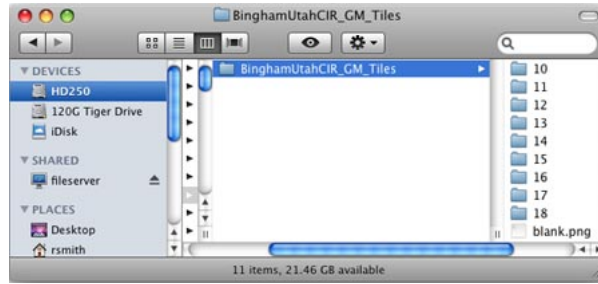 BinghamUtahCIR_GM_Tiles
DEVICES
HD250
120G Tiger Drive
iDisk
SHARED
fileserver
PLACES
Desktop
rsmith
BinghamUtahCIR_GM_Tiles
10
11
12
13
14
15
16
17
18
blank.png
11 items, 21.46 GB available